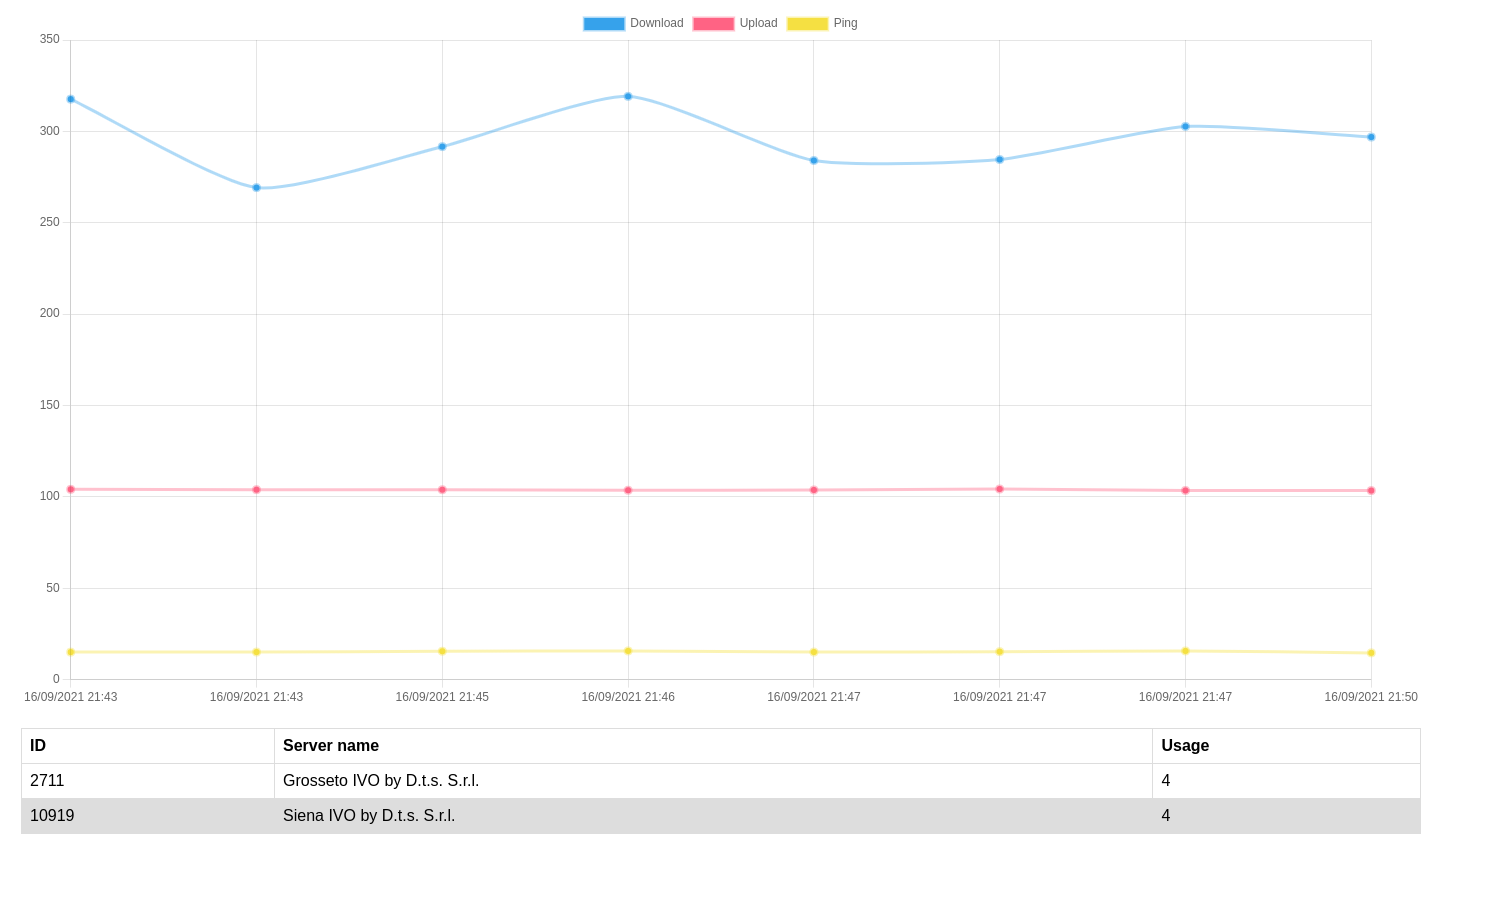 Download Upload Ping
350
300
250
200
150
100
50
0
16/09/2021 21:43 16/09/2021 21:43 16/09/2021 21:45 16/09/2021 21:46 16/09/2021 21:47 16/09/2021 21:47 16/09/2021 21:47 16/09/2021 21:50
ID Server name Usage
2711 Grosseto IVO by D.t.s. S.r.l. 4
10919 Siena IVO by D.t.s. S.r.l. 4